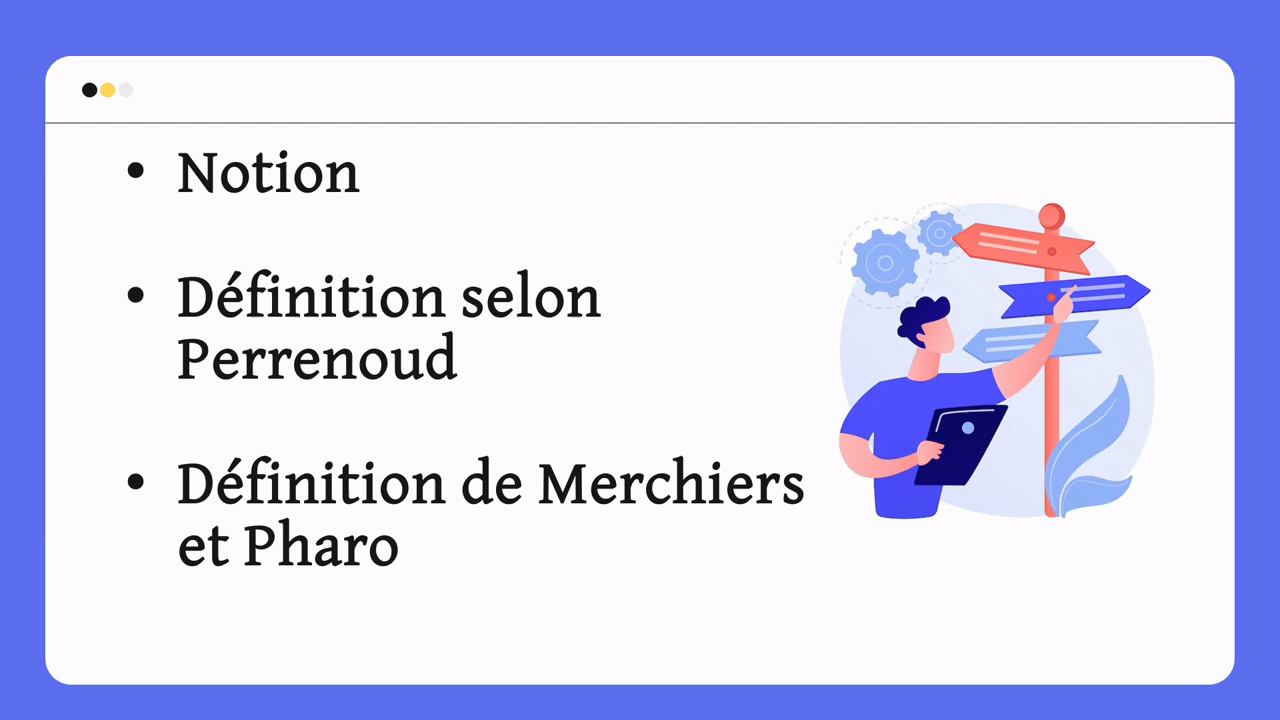 • Notion
• Définition selon
Perrenoud
• Définition de Merchiers
et Pharo